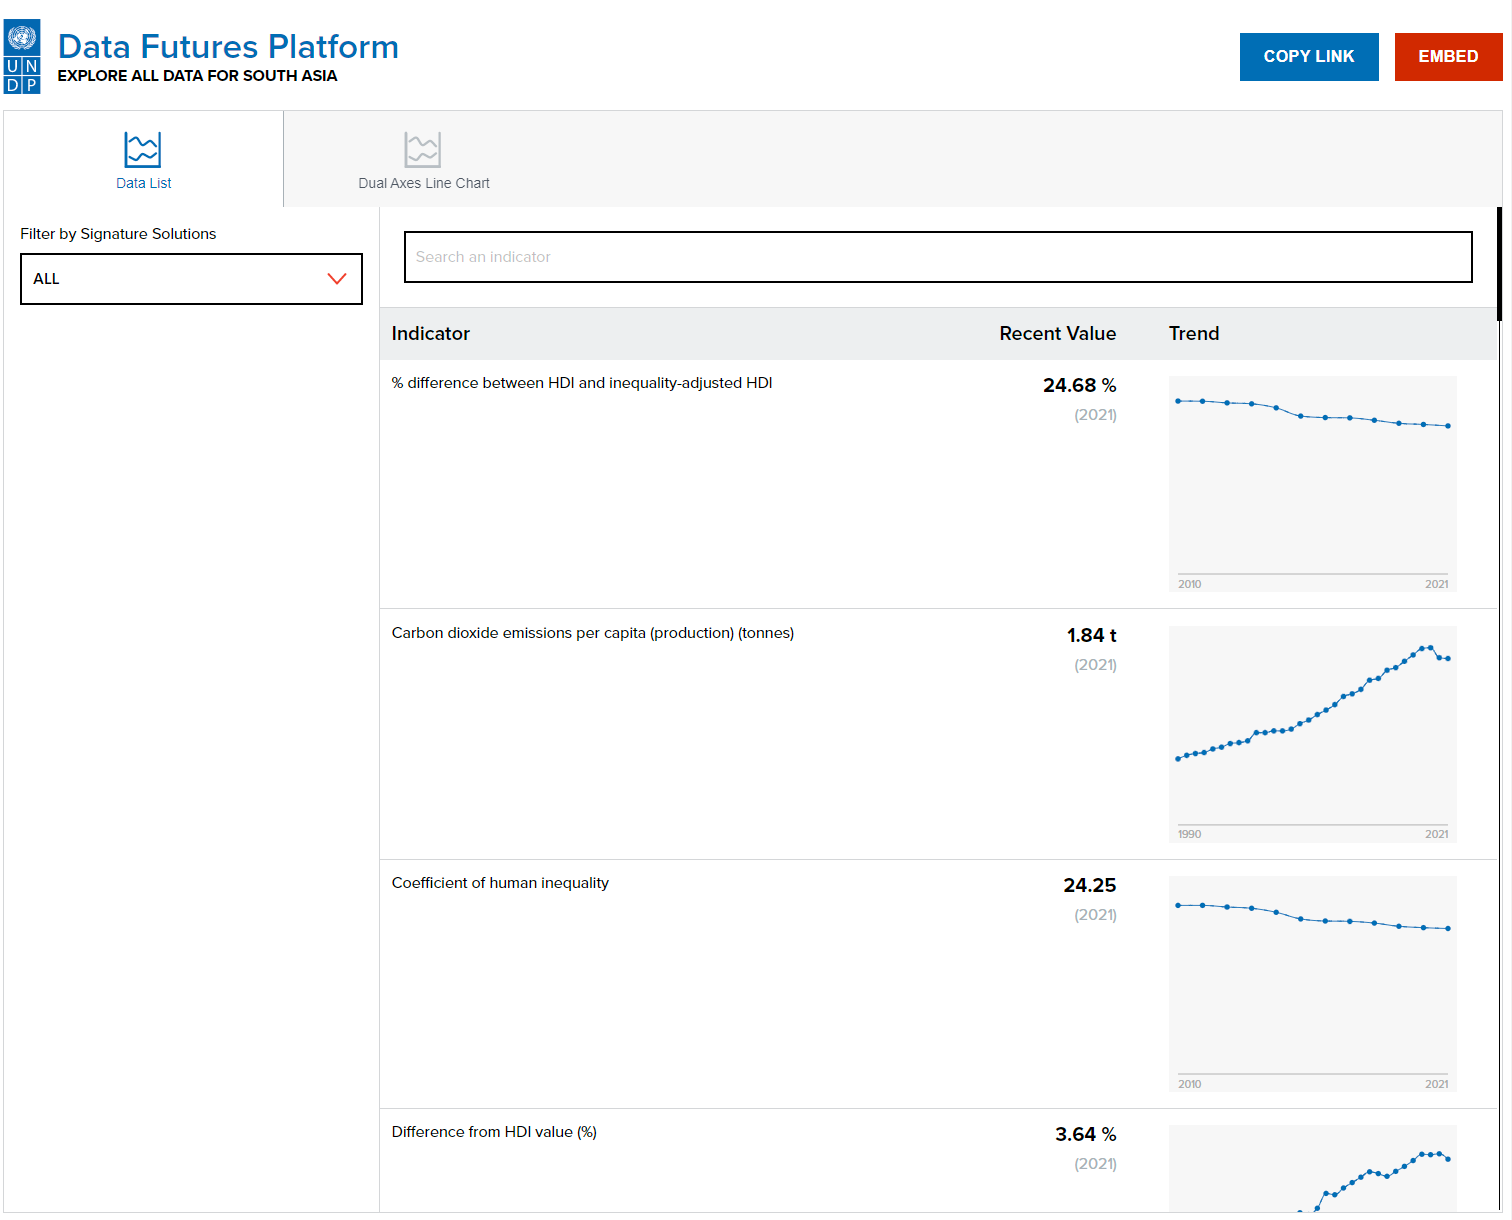 UN
DP
Data Futures Platform
EXPLORE ALL DATA FOR SOUTH ASIA
COPY LINK
EMBED
Data List
Dual Axes Line Chart
Filter by Signature Solutions
ALL
Search an indicator
Indicator Recent Value Trend
% difference between HDI and inequality-adjusted HDI
24.68 %
(2021)
2010 2021
Carbon dioxide emissions per capita (production) (tonnes)
1.84 t
(2021)
1990 2021
Coefficient of human inequality
24.25
(2021)
2010 2021
Difference from HDI value (%)
3.64 %
(2021)